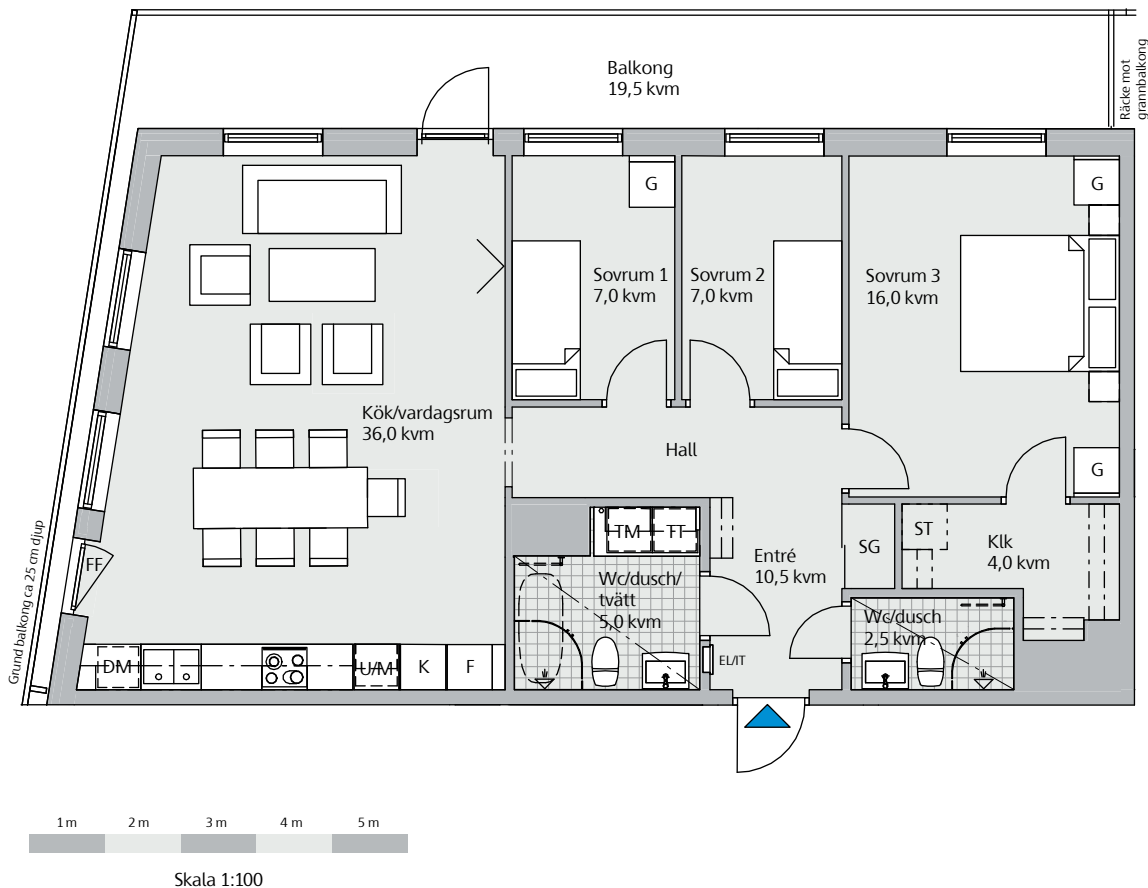 Balkong
19,5 kvm
Räcke mot
grannbalkong
G
G
Sovrum 1
7,0 kvm
Sovrum 2
7,0 kvm
Sovrum 3
16,0 kvm
Kök/vardagsrum
36,0 kvm
Hall
G
TM
TT
SG
ST
Klk
4,0 kvm
Entré
10,5 kvm
FF
Wc/dusch/
tvätt
5,0 kvm
Wc/dusch
2,5 kvm
Grund balkong ca 25 cm djup
DM
U/M
K
F
EL/IT
1 m
2 m
3 m
4 m
5 m
Skala 1:100